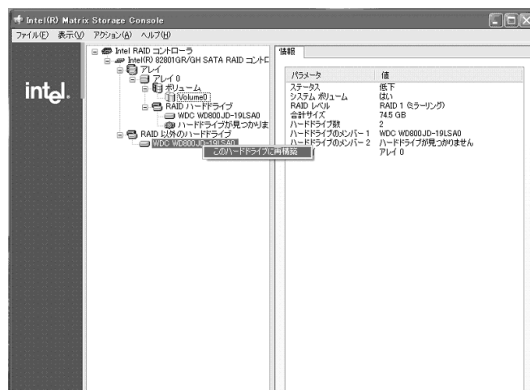 Intel(R) Matrix Storage Console
ファイル(F) 表示(V) アクション(A) ヘルプ(H)
intel.
Intel RAID コントローラ
Intel(R) 82801GR/GH SATA RAID コントロ
アレイ
アレイ 0
ボリューム
Volume0
RAID ハードドライブ
WDC WD800JD-19LSA0
ハードドライブが見つかりま
RAID 以外のハードドライブ
WDC WD800JD-19LSA0
このハードドライブに再構築
情報
パラメータ 値
ステータス 低下
システム ボリューム はい
RAID レベル RAID 1 (ミラーリング)
合計サイズ 74.5 GB
ハードドライブ数 2
ハードドライブのメンバー 1 WDC WD800JD-19LSA0
ハードドライブのメンバー 2 ハードドライブが見つかりません
アレイ 0